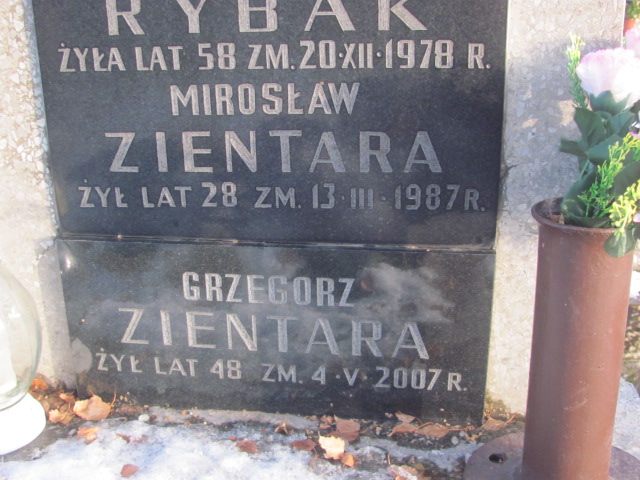 RYBAK
ŻYŁA LAT 58 ZM. 20·XII·1978 R.
MIROSŁAW
ZIENTARA
ŻYŁ LAT 28 ZM. 13·III·1987 R.
GRZEGORZ
ZIENTARA
ŻYŁ LAT 48 ZM. 4·V·2007 R.